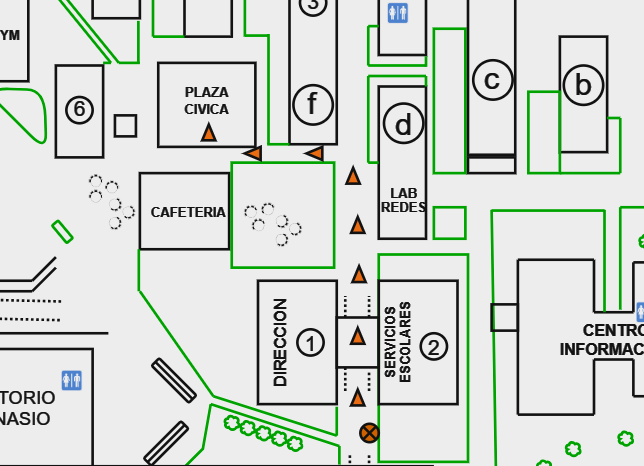 3
YM
PLAZA
CIVICA
6
f
c
b
d
LAB
REDES
CAFETERIA
DIRECCION
1
SERVICIOS
ESCOLARES
2
CENTRO
INFORMAC
TORIO
NASIO